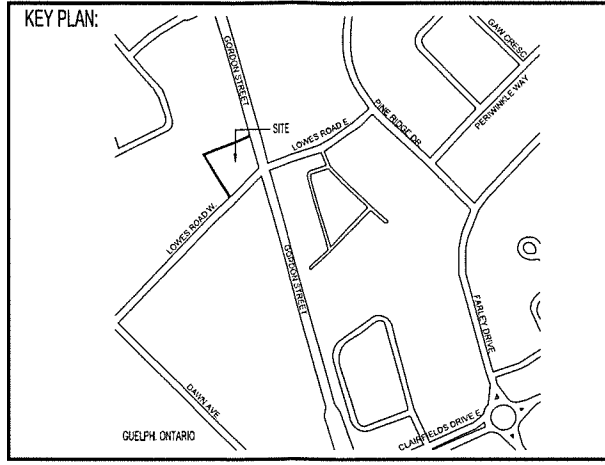 KEY PLAN:
GORDON STREET
GAW CRESC
PERIWINKLE WAY
PINE RIDGE DR
SITE
LOWES ROAD E.
LOWES ROAD W.
GORDON STREET
FARLEY DRIVE
DAWN AVE
CLAIRFIELDS DRIVE E
GUELPH, ONTARIO